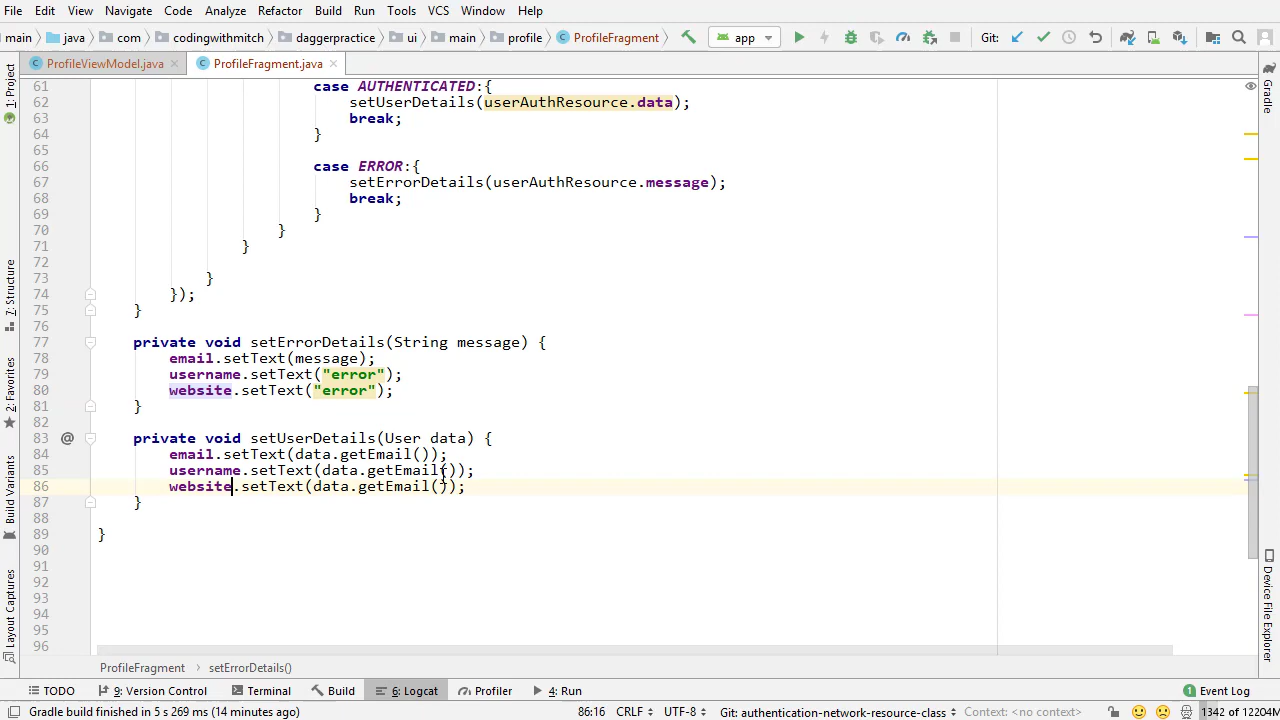 File Edit View Navigate Code Analyze Refactor Build Run Tools VCS Window Help
main java com codingwithmitch daggerpractice ui main profile ProfileFragment app Git:
ProfileViewModel.java ProfileFragment.java
1: Project
7: Structure
2: Favorites
Build Variants
Layout Captures
61 case AUTHENTICATED:{
62 setUserDetails(userAuthResource.data);
63 break;
64 }
65
66 case ERROR:{
67 setErrorDetails(userAuthResource.message);
68 break;
69 }
70 }
71 }
72
73 }
74 });
75 }
76
77 private void setErrorDetails(String message) {
78 email.setText(message);
79 username.setText("error");
80 website.setText("error");
81 }
82
83 @ private void setUserDetails(User data) {
84 email.setText(data.getEmail());
85 username.setText(data.getEmail());
86 website.setText(data.getEmail());
87 }
88
89 }
90
91
92
93
94
95
96
Gradle
Device File Explorer
ProfileFragment › setErrorDetails()
TODO 9: Version Control Terminal Build 6: Logcat Profiler 4: Run 1 Event Log
Gradle build finished in 5 s 269 ms (14 minutes ago) 86:16 CRLF UTF-8 Git: authentication-network-resource-class Context: <no context> 1342 of 12204M